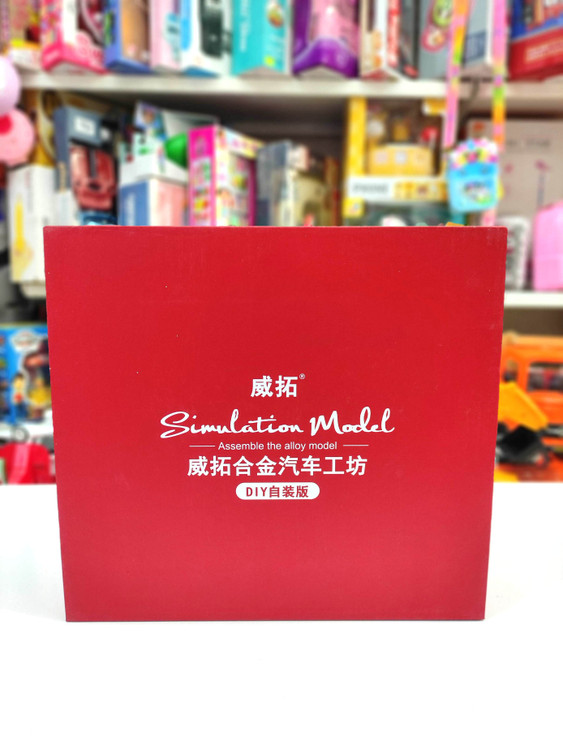 威拓®
Simulation Model
Assemble the alloy model
威拓合金汽车工坊
DIY自装版